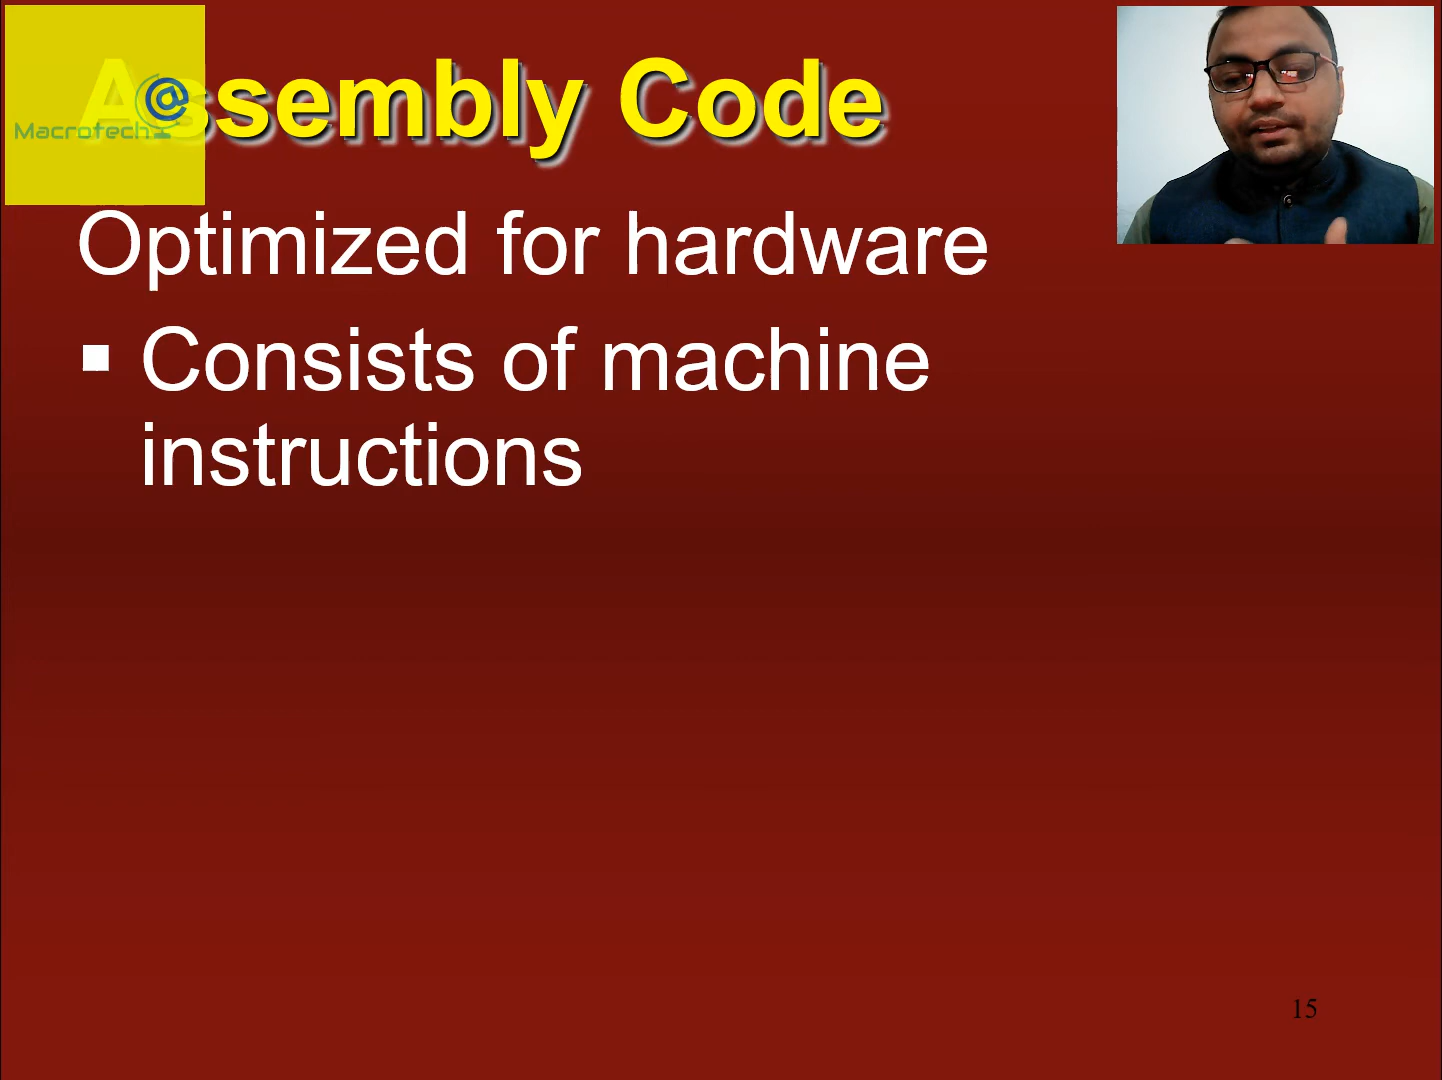 Assembly Code
@
Macrotech
Optimized for hardware
▪ Consists of machine
instructions
15